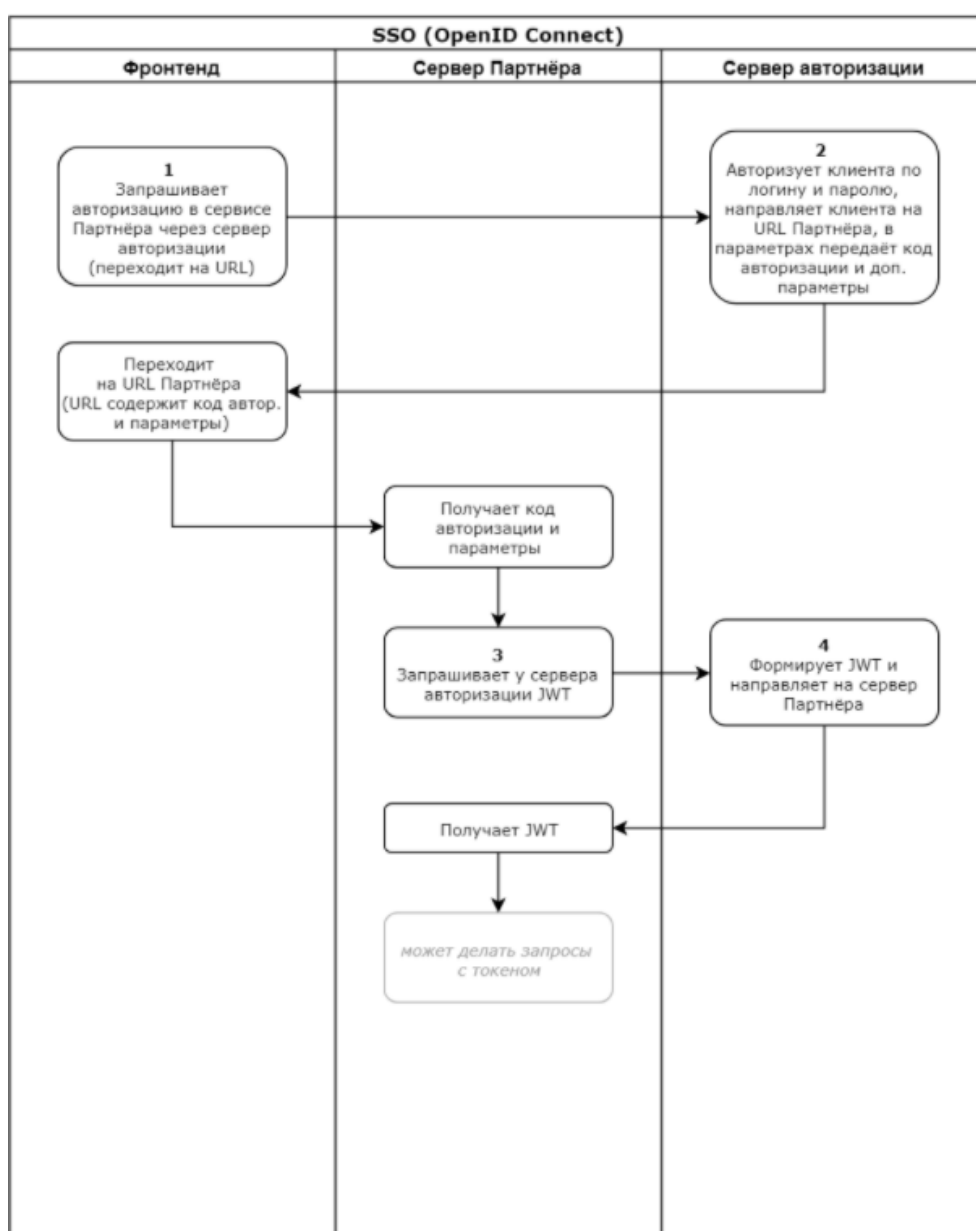 SSO (OpenID Connect)
Фронтенд
Сервер Партнёра
Сервер авторизации
1
Запрашивает
авторизацию в сервисе
Партнёра через сервер
авторизации
(переходит на URL)
2
Авторизует клиента по
логину и паролю,
направляет клиента на
URL Партнёра, в
параметрах передаёт код
авторизации и доп.
параметры
Переходит
на URL Партнёра
(URL содержит код автор.
и параметры)
Получает код
авторизации и
параметры
3
Запрашивает у сервера
авторизации JWT
4
Формирует JWT и
направляет на сервер
Партнёра
Получает JWT
может делать запросы
с токеном